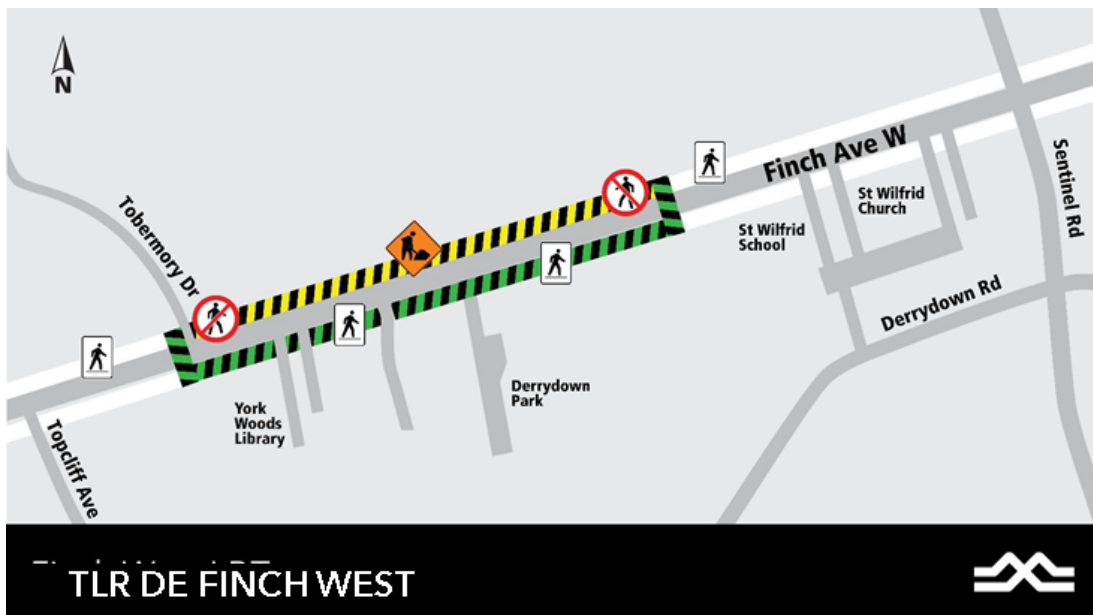 N
Tobermory Dr
Finch Ave W
Sentinel Rd
St Wilfrid
Church
St Wilfrid
School
Derrydown Rd
Derrydown
Park
York
Woods
Library
Topcliff Ave
TLR DE FINCH WEST